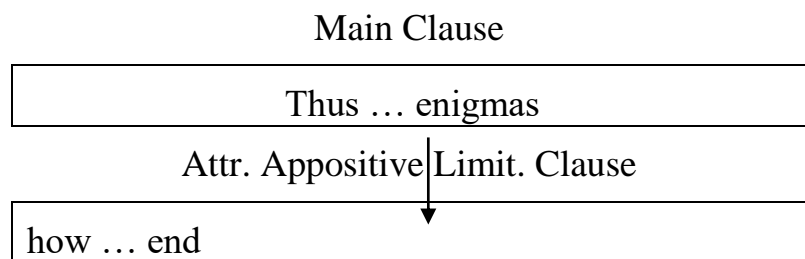 Main Clause
Thus … enigmas
Attr. Appositive Limit. Clause
how … end